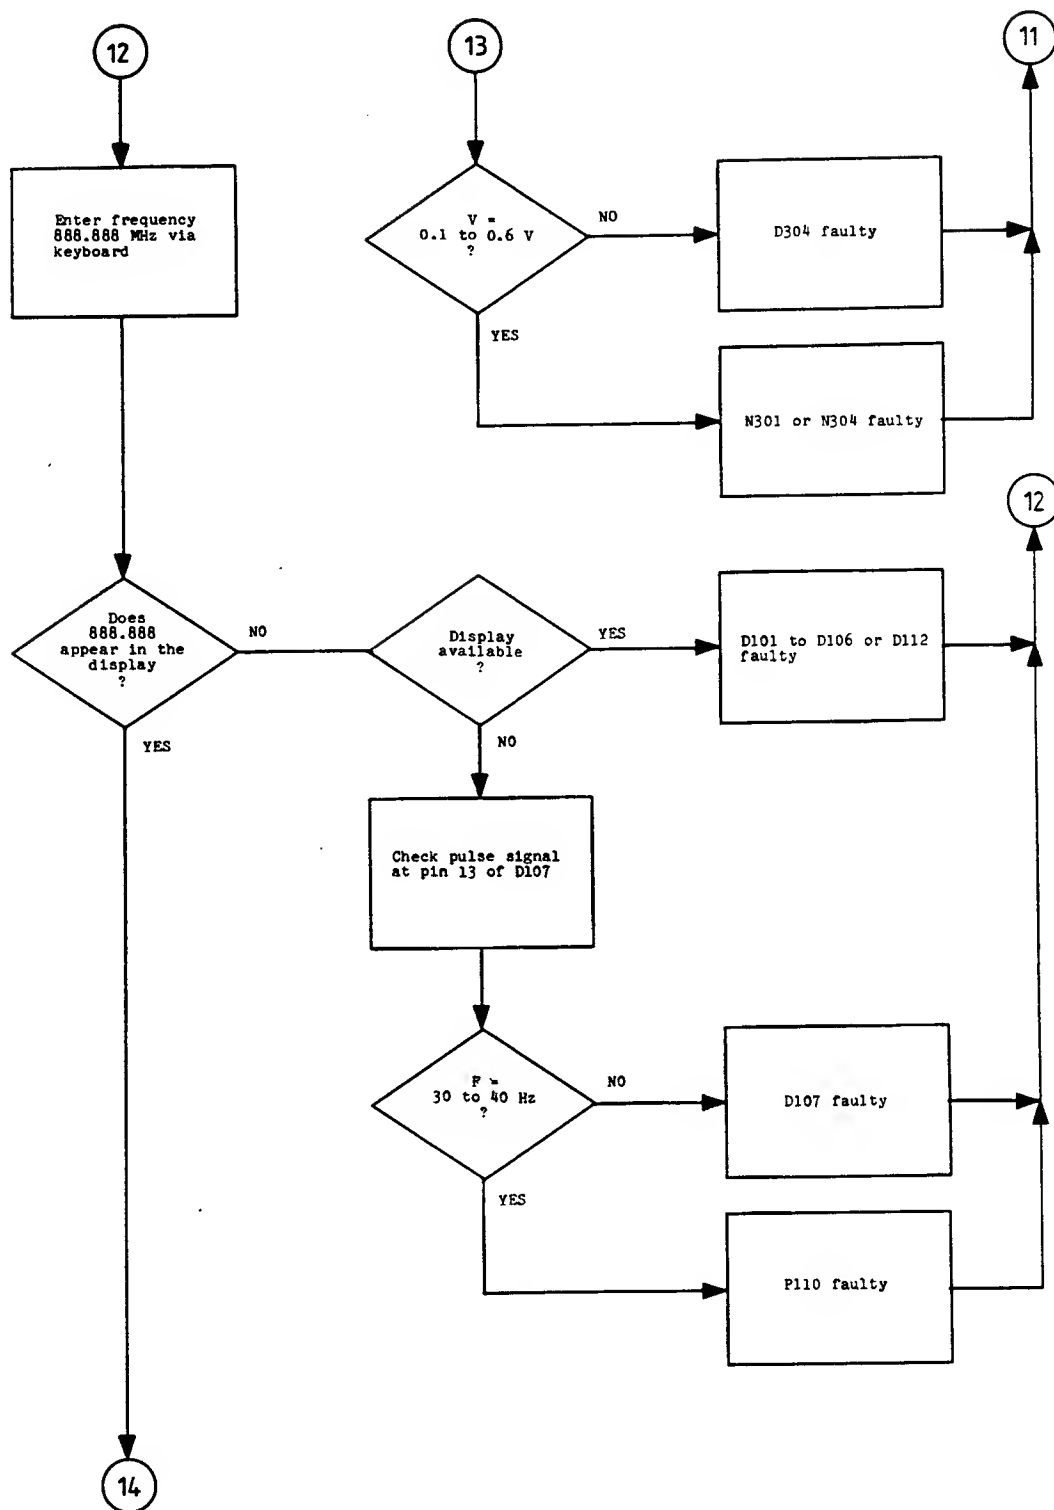 12
13
11
Enter frequency
888.888 MHz via
keyboard
V =
0.1 to 0.6 V
?
NO
D304 faulty
YES
N301 or N304 faulty
12
Does
888.888
appear in the
display
?
NO
Display
available
?
YES
D101 to D106 or D112
faulty
YES
NO
Check pulse signal
at pin 13 of D107
F =
30 to 40 Hz
?
NO
D107 faulty
YES
P110 faulty
14